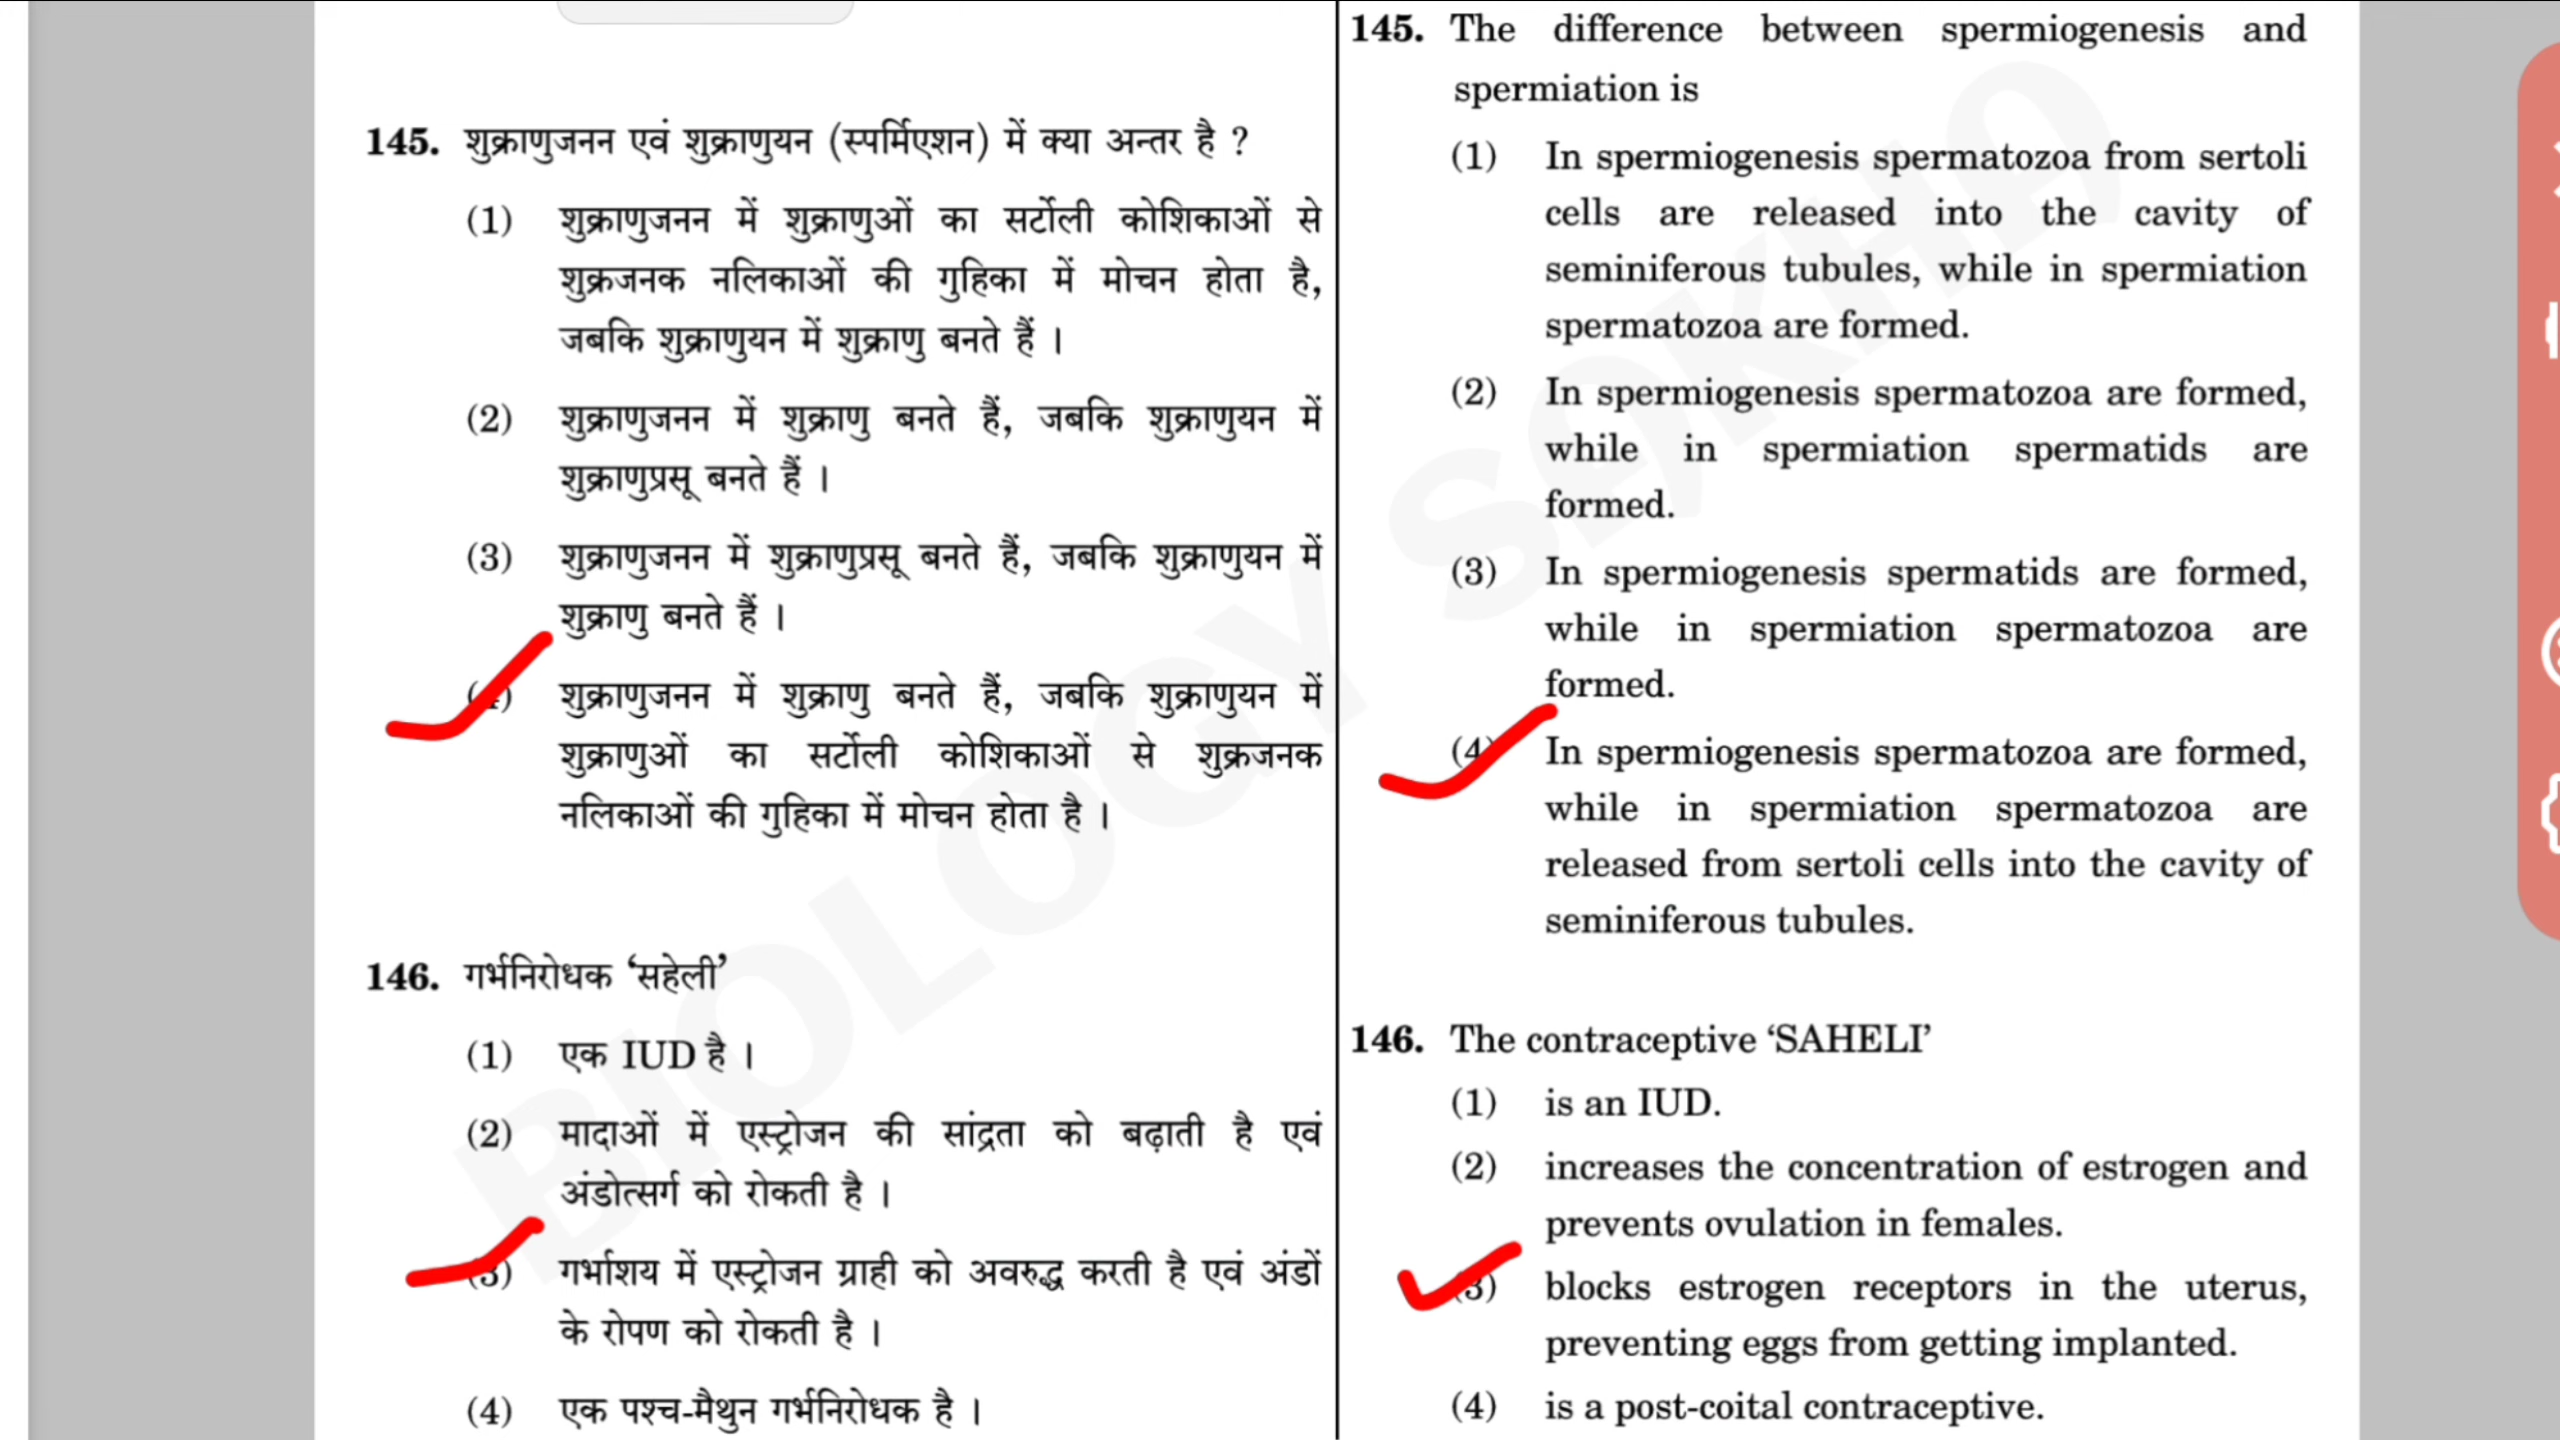 145. शुक्राणुजनन एवं शुक्राणुयन (स्पर्मिएशन) में क्या अन्तर है ?
(1) शुक्राणुजनन में शुक्राणुओं का सर्टोली कोशिकाओं से
शुक्रजनक नलिकाओं की गुहिका में मोचन होता है,
जबकि शुक्राणुयन में शुक्राणु बनते हैं ।
(2) शुक्राणुजनन में शुक्राणु बनते हैं, जबकि शुक्राणुयन में
शुक्राणुप्रसू बनते हैं ।
(3) शुक्राणुजनन में शुक्राणुप्रसू बनते हैं, जबकि शुक्राणुयन में
शुक्राणु बनते हैं ।
(4) शुक्राणुजनन में शुक्राणु बनते हैं, जबकि शुक्राणुयन में
शुक्राणुओं का सर्टोली कोशिकाओं से शुक्रजनक
नलिकाओं की गुहिका में मोचन होता है ।
146. गर्भनिरोधक ‘सहेली’
(1) एक IUD है ।
(2) मादाओं में एस्ट्रोजन की सांद्रता को बढ़ाती है एवं
अंडोत्सर्ग को रोकती है ।
(3) गर्भाशय में एस्ट्रोजन ग्राही को अवरुद्ध करती है एवं अंडों
के रोपण को रोकती है ।
(4) एक पश्च-मैथुन गर्भनिरोधक है ।
145. The difference between spermiogenesis and
spermiation is
(1) In spermiogenesis spermatozoa from sertoli
cells are released into the cavity of
seminiferous tubules, while in spermiation
spermatozoa are formed.
(2) In spermiogenesis spermatozoa are formed,
while in spermiation spermatids are
formed.
(3) In spermiogenesis spermatids are formed,
while in spermiation spermatozoa are
formed.
(4) In spermiogenesis spermatozoa are formed,
while in spermiation spermatozoa are
released from sertoli cells into the cavity of
seminiferous tubules.
146. The contraceptive ‘SAHELI’
(1) is an IUD.
(2) increases the concentration of estrogen and
prevents ovulation in females.
(3) blocks estrogen receptors in the uterus,
preventing eggs from getting implanted.
(4) is a post-coital contraceptive.
BIOLOGY SAKHA